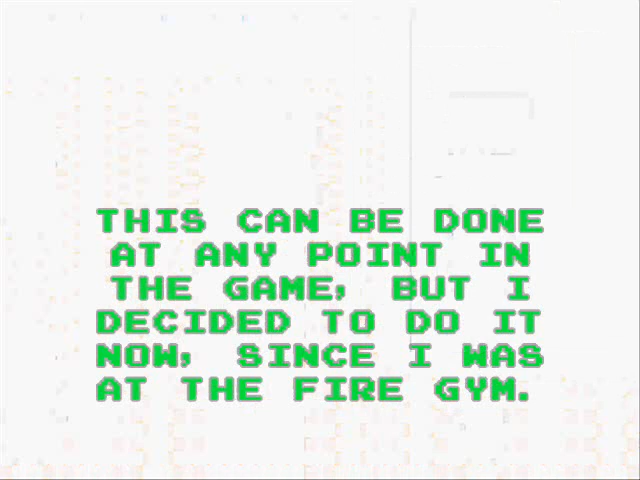 THIS CAN BE DONE
AT ANY POINT IN
THE GAME, BUT I
DECIDED TO DO IT
NOW, SINCE I WAS
AT THE FIRE GYM.